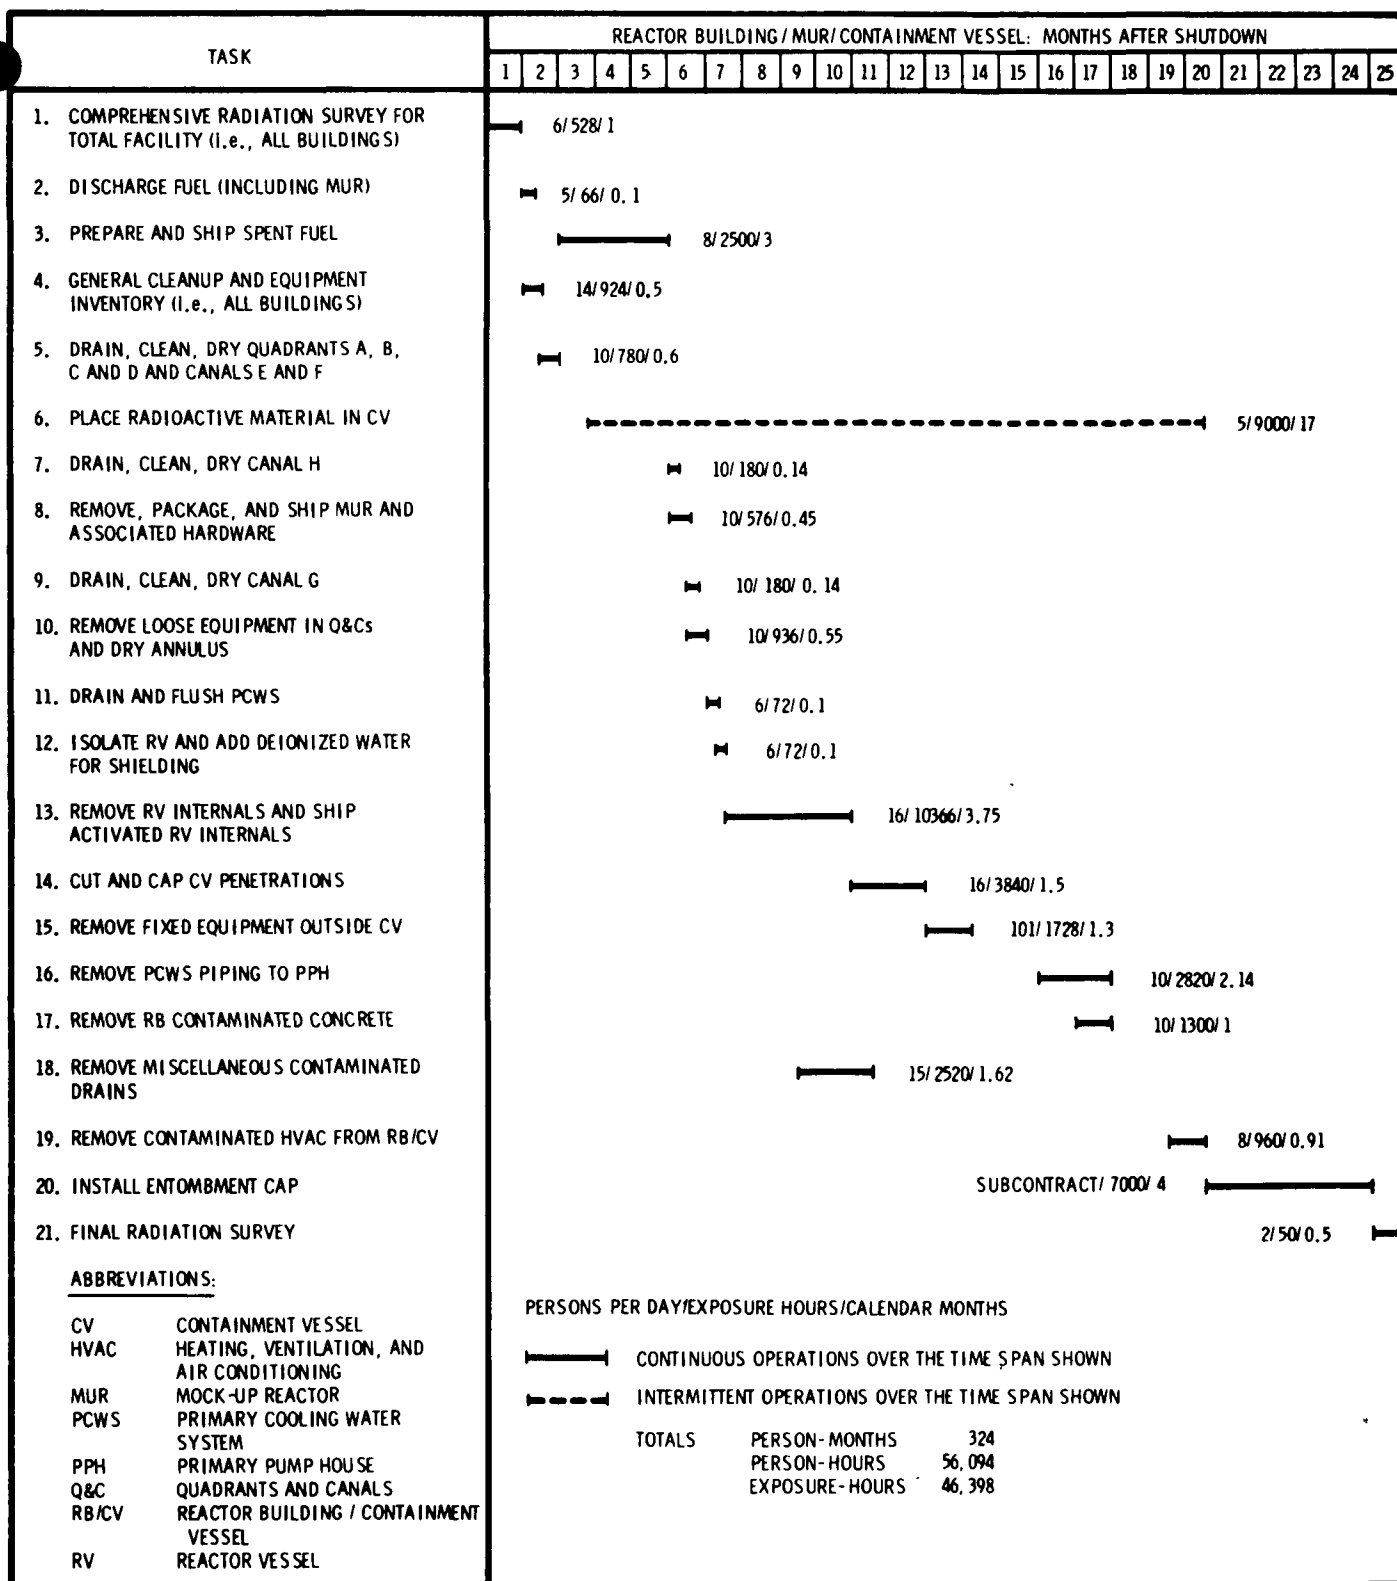 TASK
REACTOR BUILDING/MUR/CONTAINMENT VESSEL: MONTHS AFTER SHUTDOWN
1 2 3 4 5 6 7 8 9 10 11 12 13 14 15 16 17 18 19 20 21 22 23 24 25
1. COMPREHENSIVE RADIATION SURVEY FOR
TOTAL FACILITY (i.e., ALL BUILDINGS)
6/528/1
2. DISCHARGE FUEL (INCLUDING MUR)
5/66/0.1
3. PREPARE AND SHIP SPENT FUEL
8/2500/3
4. GENERAL CLEANUP AND EQUIPMENT
INVENTORY (i.e., ALL BUILDINGS)
14/924/0.5
5. DRAIN, CLEAN, DRY QUADRANTS A, B,
C AND D AND CANALS E AND F
10/780/0.6
6. PLACE RADIOACTIVE MATERIAL IN CV
5/9000/17
7. DRAIN, CLEAN, DRY CANAL H
10/180/0.14
8. REMOVE, PACKAGE, AND SHIP MUR AND
ASSOCIATED HARDWARE
10/576/0.45
9. DRAIN, CLEAN, DRY CANAL G
10/180/0.14
10. REMOVE LOOSE EQUIPMENT IN Q&Cs
AND DRY ANNULUS
10/936/0.55
11. DRAIN AND FLUSH PCWS
6/72/0.1
12. ISOLATE RV AND ADD DEIONIZED WATER
FOR SHIELDING
6/72/0.1
13. REMOVE RV INTERNALS AND SHIP
ACTIVATED RV INTERNALS
16/10366/3.75
14. CUT AND CAP CV PENETRATIONS
16/3840/1.5
15. REMOVE FIXED EQUIPMENT OUTSIDE CV
101/1728/1.3
16. REMOVE PCWS PIPING TO PPH
10/2820/2.14
17. REMOVE RB CONTAMINATED CONCRETE
10/1300/1
18. REMOVE MISCELLANEOUS CONTAMINATED
DRAINS
15/2520/1.62
19. REMOVE CONTAMINATED HVAC FROM RB/CV
8/960/0.91
20. INSTALL ENTOMBMENT CAP
SUBCONTRACT/7000/4
21. FINAL RADIATION SURVEY
2/50/0.5
ABBREVIATIONS:
CV CONTAINMENT VESSEL
HVAC HEATING, VENTILATION, AND
AIR CONDITIONING
MUR MOCK-UP REACTOR
PCWS PRIMARY COOLING WATER
SYSTEM
PPH PRIMARY PUMP HOUSE
Q&C QUADRANTS AND CANALS
RB/CV REACTOR BUILDING / CONTAINMENT
VESSEL
RV REACTOR VESSEL
PERSONS PER DAY/EXPOSURE HOURS/CALENDAR MONTHS
CONTINUOUS OPERATIONS OVER THE TIME SPAN SHOWN
INTERMITTENT OPERATIONS OVER THE TIME SPAN SHOWN
TOTALS PERSON-MONTHS 324
PERSON-HOURS 56,094
EXPOSURE-HOURS 46,398